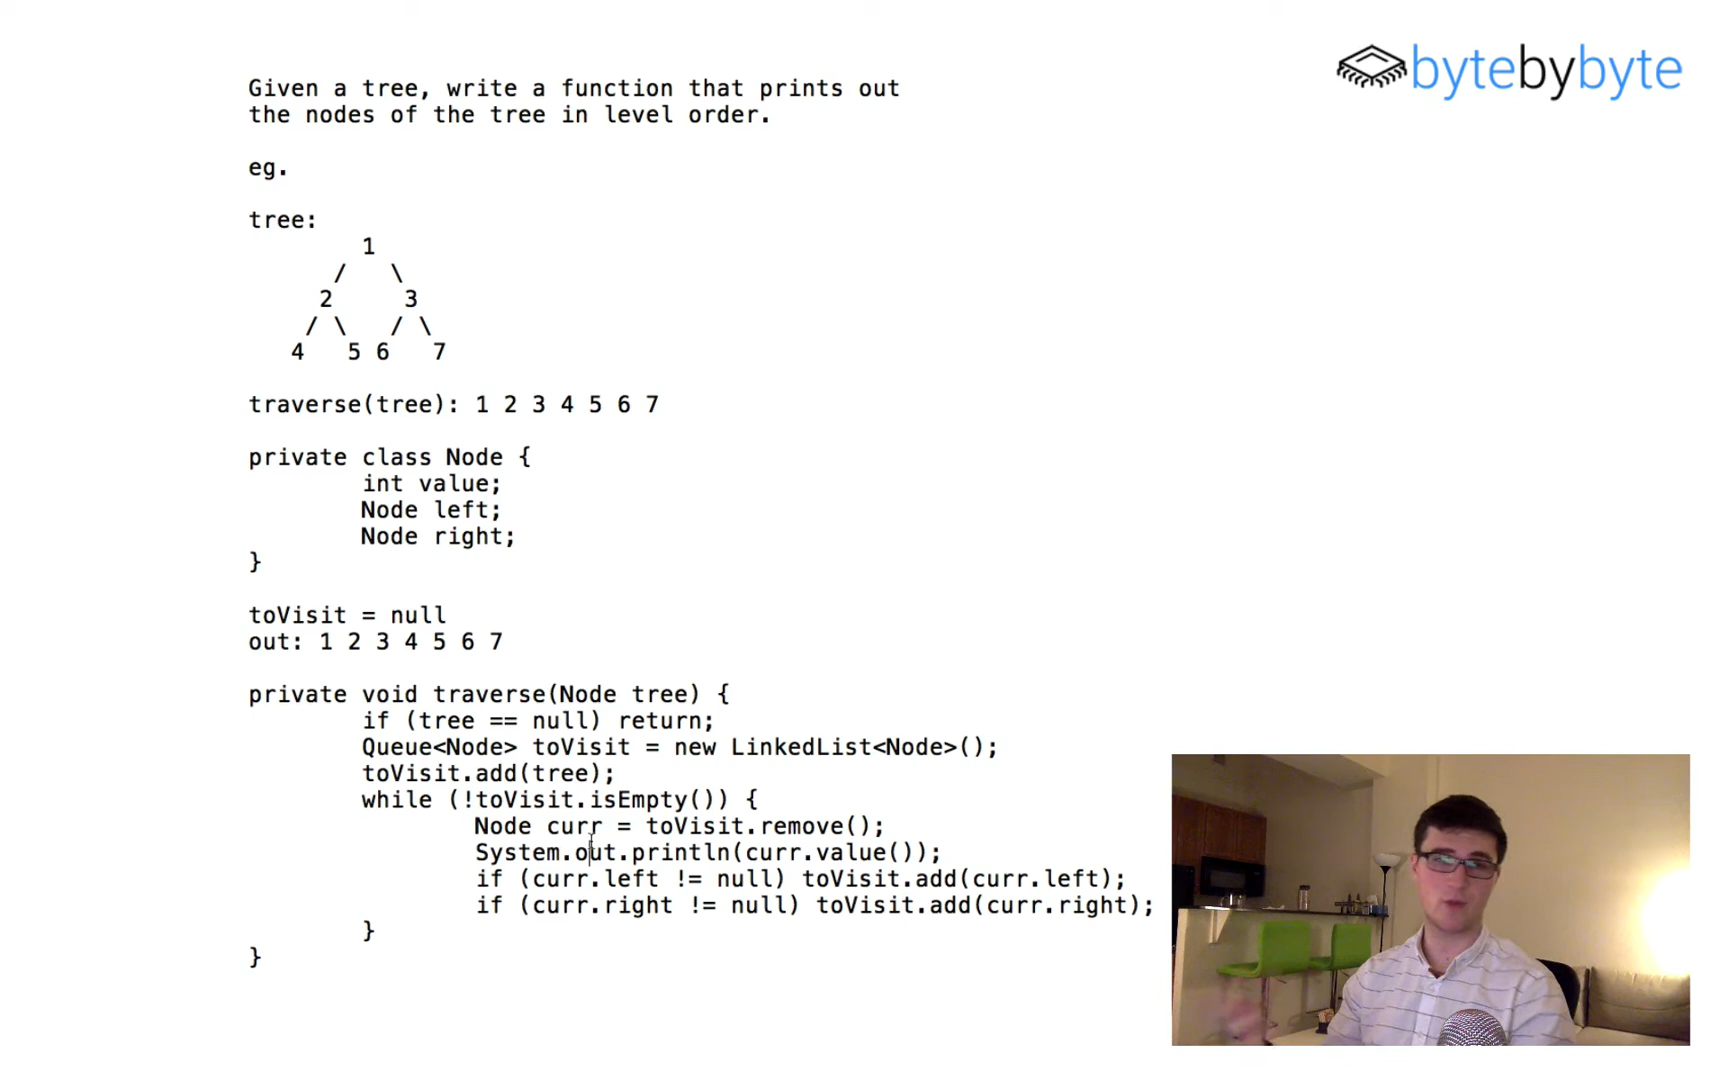 bytebybyte
Given a tree, write a function that prints out
the nodes of the tree in level order.
eg.
tree:
1
/ \
2 3
/ \ / \
4 5 6 7
traverse(tree): 1 2 3 4 5 6 7
private class Node {
int value;
Node left;
Node right;
}
toVisit = null
out: 1 2 3 4 5 6 7
private void traverse(Node tree) {
if (tree == null) return;
Queue<Node> toVisit = new LinkedList<Node>();
toVisit.add(tree);
while (!toVisit.isEmpty()) {
Node curr = toVisit.remove();
System.out.println(curr.value());
if (curr.left != null) toVisit.add(curr.left);
if (curr.right != null) toVisit.add(curr.right);
}
}